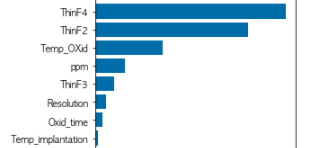 ThinF4
ThinF2
Temp_OXid
ppm
ThinF3
Resolution
Oxid_time
Temp_implantation